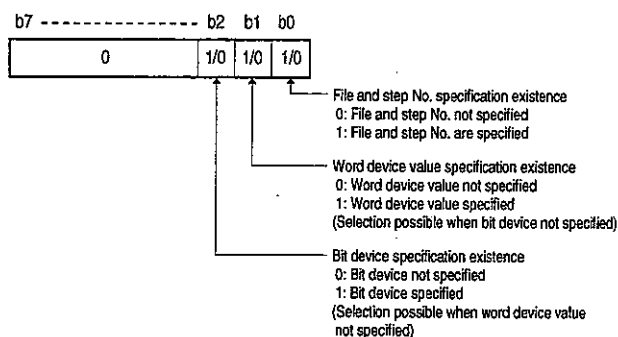 b7 ------------------ b2 b1 b0
0 1/0 1/0 1/0
File and step No. specification existence
0: File and step No. not specified
1: File and step No. are specified
Word device value specification existence
0: Word device value not specified
1: Word device value specified
(Selection possible when bit device not specified)
Bit device specification existence
0: Bit device not specified
1: Bit device specified
(Selection possible when word device value
not specified)